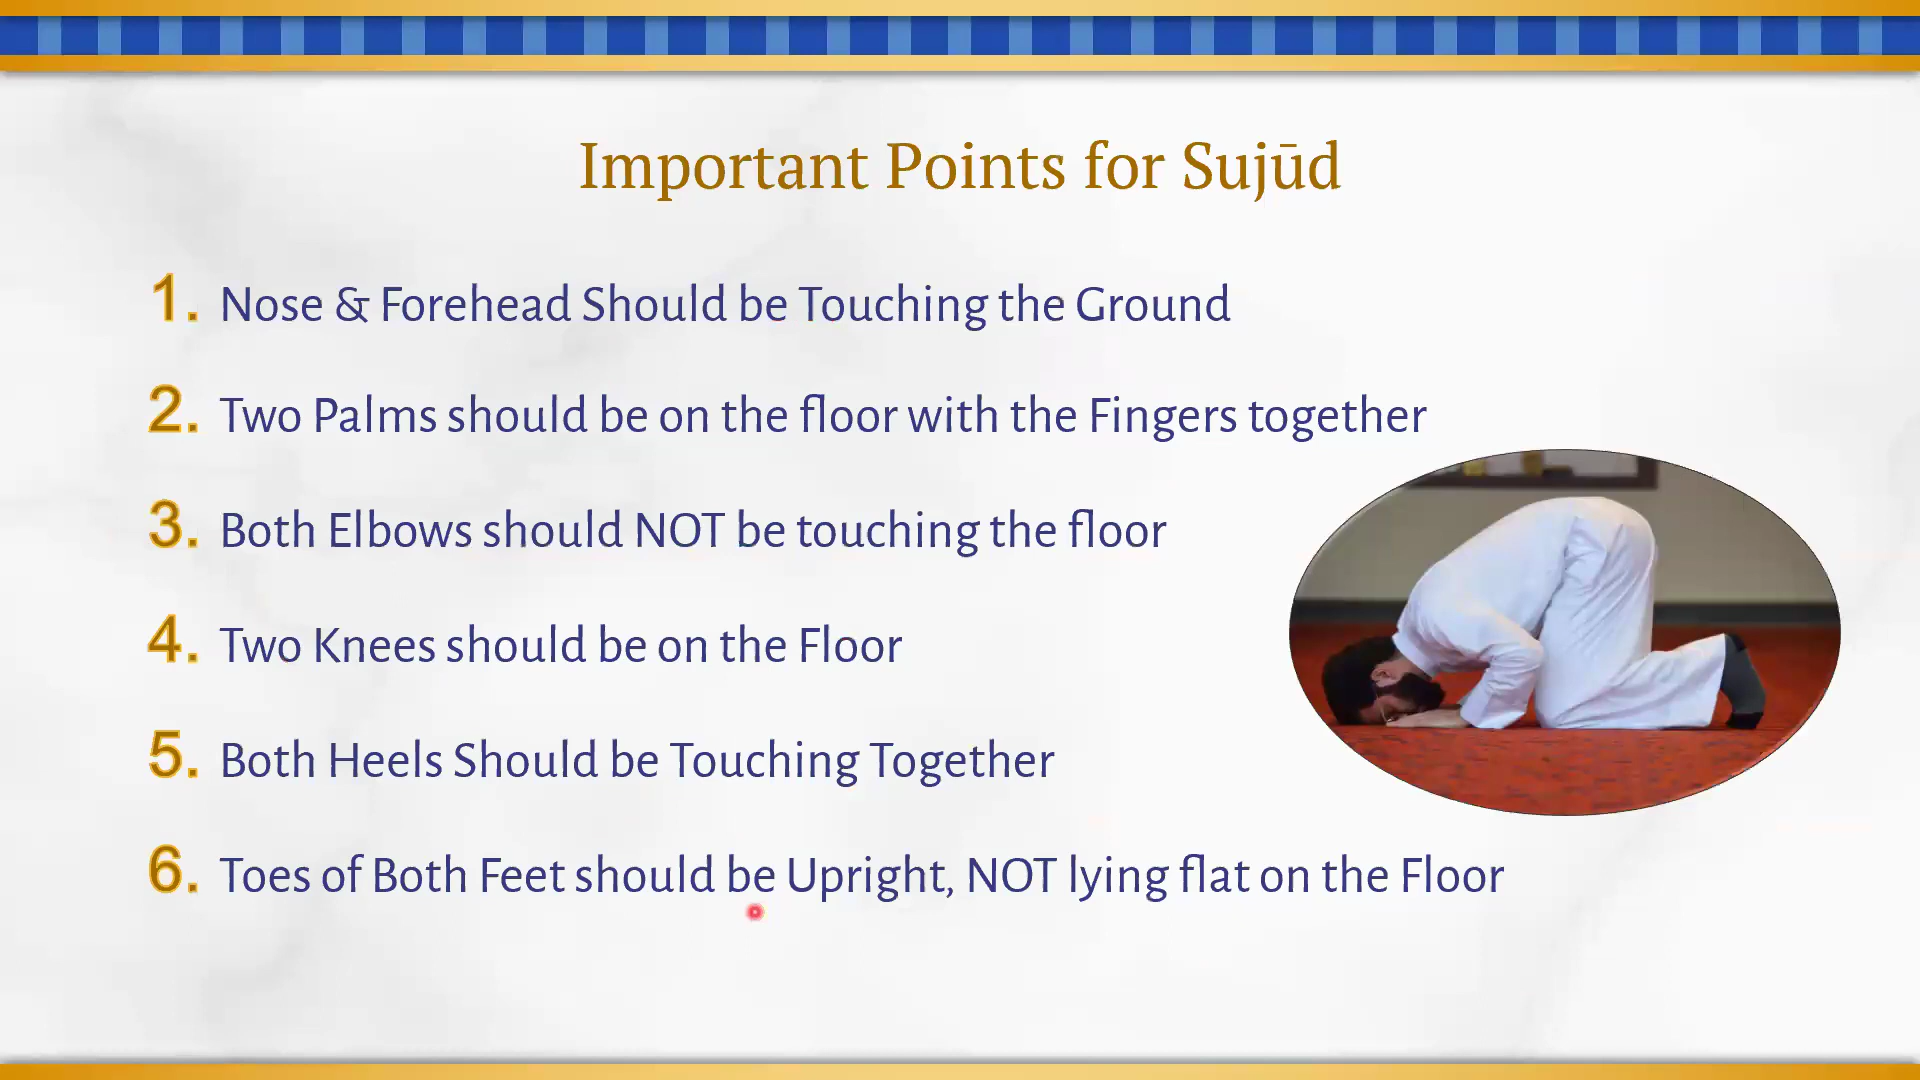 Important Points for Sujūd
1. Nose & Forehead Should be Touching the Ground
2. Two Palms should be on the floor with the Fingers together
3. Both Elbows should NOT be touching the floor
4. Two Knees should be on the Floor
5. Both Heels Should be Touching Together
6. Toes of Both Feet should be Upright, NOT lying flat on the Floor